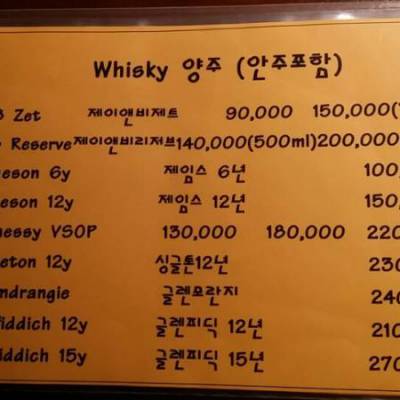 Whisky 양주 (안주포함)
Zet 제이앤비제트 90,000 150,000(
Reserve 제이앤비리저브 140,000(500ml) 200,000
eson 6y 제임스 6년 100
eson 12y 제임스 12년 150
nessy VSOP 130,000 180,000 220
eton 12y 싱글톤12년 230
ndrangie 글렌모란지 240
iddich 12y 글렌피딕 12년 210
iddich 15y 글렌피딕 15년 270